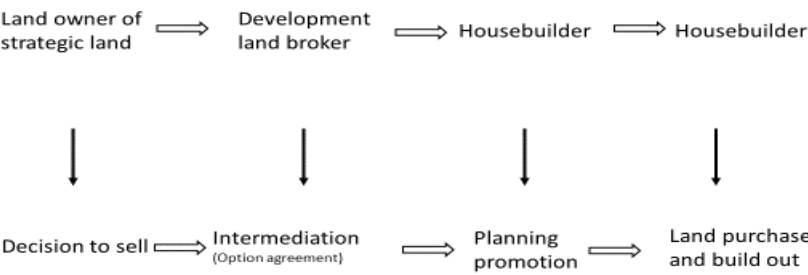 Land owner of
strategic land
Development
land broker
Housebuilder
Housebuilder
Decision to sell
Intermediation
(Option agreement)
Planning
promotion
Land purchase
and build out